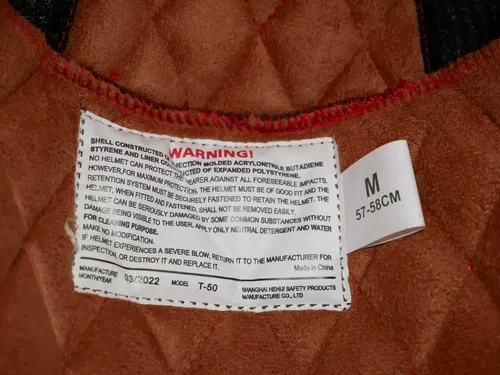 WARNING!
SHELL CONSTRUCTED JECTION MOLDED ACRYLONITRILE BUTADIENE
STYRENE AND LINER CO UCTED OF EXPANDED POLYSTYRENE.
NO HELMET CAN PROTECT THE WEARER AGAINST ALL FORESEEABLE IMPACTS.
HOWEVER,FOR MAXIMUM PROTECTION, THE HELMET MUST BE OF GOOD FIT AND THE
RETENTION SYSTEM MUST BE SECURELY FASTENED TO RETAIN THE HELMET. THE
HELMET, WHEN FITTED AND FASTENED, SHALL NOT BE REMOVED EASILY.
HELMET CAN BE SERIOUSLY DAMAGED BY SOME COMMON SUBSTANCES WITHOUT
DAMAGE BEING VISIBLE TO THE USER. APPLY ONLY NEUTRAL DETERGENT AND WATER
FOR CLEANING PURPOSE.
MAKE NO MODIFICATION.
IF HELMET EXPERIENCES A SEVERE BLOW, RETURN IT TO THE MANUFACTURER FOR
INSPECTION, OR DESTROY IT AND REPLACE IT.
Made in China
MANUFACTURE
MONTH/YEAR
03/2022
MODEL
T-50
SHANGHAI HEHUI SAFETY PRODUCTS
MANUFACTURE CO., LTD
M
57-58CM